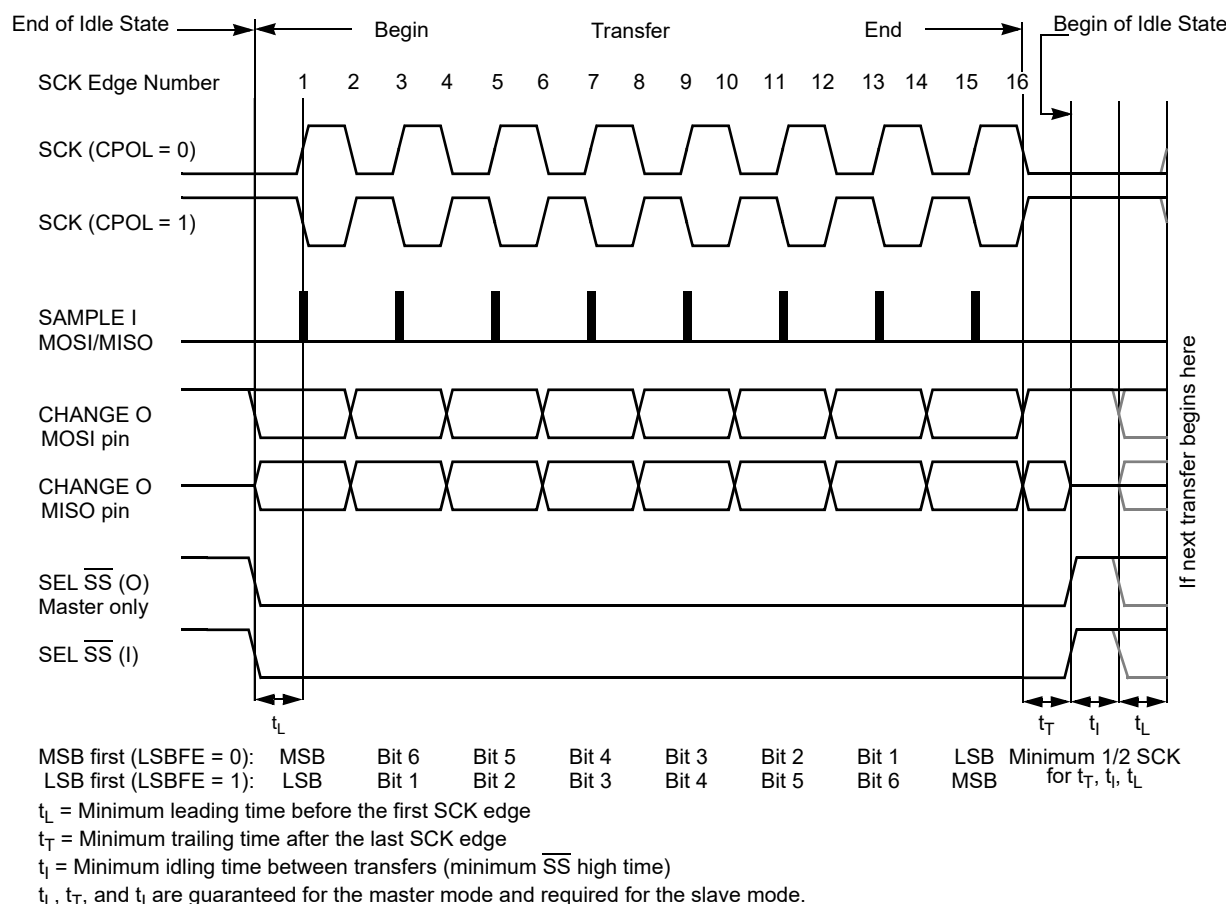 End of Idle State
Begin
Transfer
End
Begin of Idle State
SCK Edge Number
1 2 3 4 5 6 7 8 9 10 11 12 13 14 15 16
SCK (CPOL = 0)
SCK (CPOL = 1)
SAMPLE I
MOSI/MISO
CHANGE O
MOSI pin
CHANGE O
MISO pin
SEL S̅S̅ (O)
Master only
SEL S̅S̅ (I)
If next transfer begins here
tL
tT
tI
tL
MSB first (LSBFE = 0): MSB Bit 6 Bit 5 Bit 4 Bit 3 Bit 2 Bit 1 LSB
LSB first (LSBFE = 1): LSB Bit 1 Bit 2 Bit 3 Bit 4 Bit 5 Bit 6 MSB
Minimum 1/2 SCK
for tT, tI, tL
tL = Minimum leading time before the first SCK edge
tT = Minimum trailing time after the last SCK edge
tI = Minimum idling time between transfers (minimum S̅S̅ high time)
tL, tT, and tI are guaranteed for the master mode and required for the slave mode.